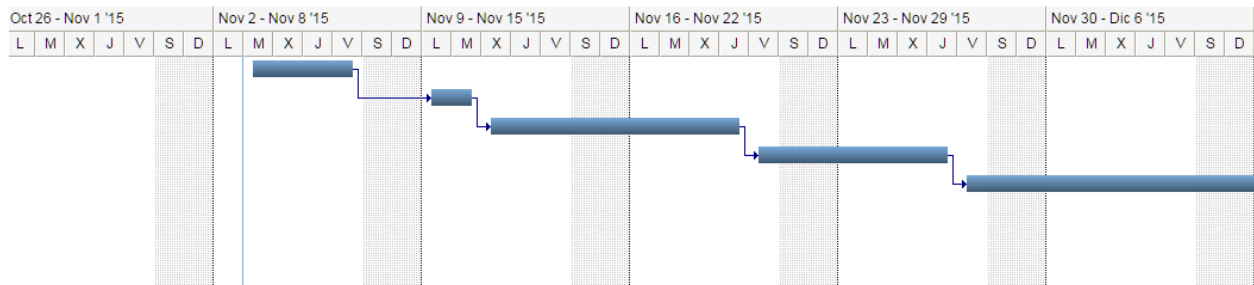 Oct 26 - Nov 1 '15 Nov 2 - Nov 8 '15 Nov 9 - Nov 15 '15 Nov 16 - Nov 22 '15 Nov 23 - Nov 29 '15 Nov 30 - Dic 6 '15
L M X J V S D L M X J V S D L M X J V S D L M X J V S D L M X J V S D L M X J V S D